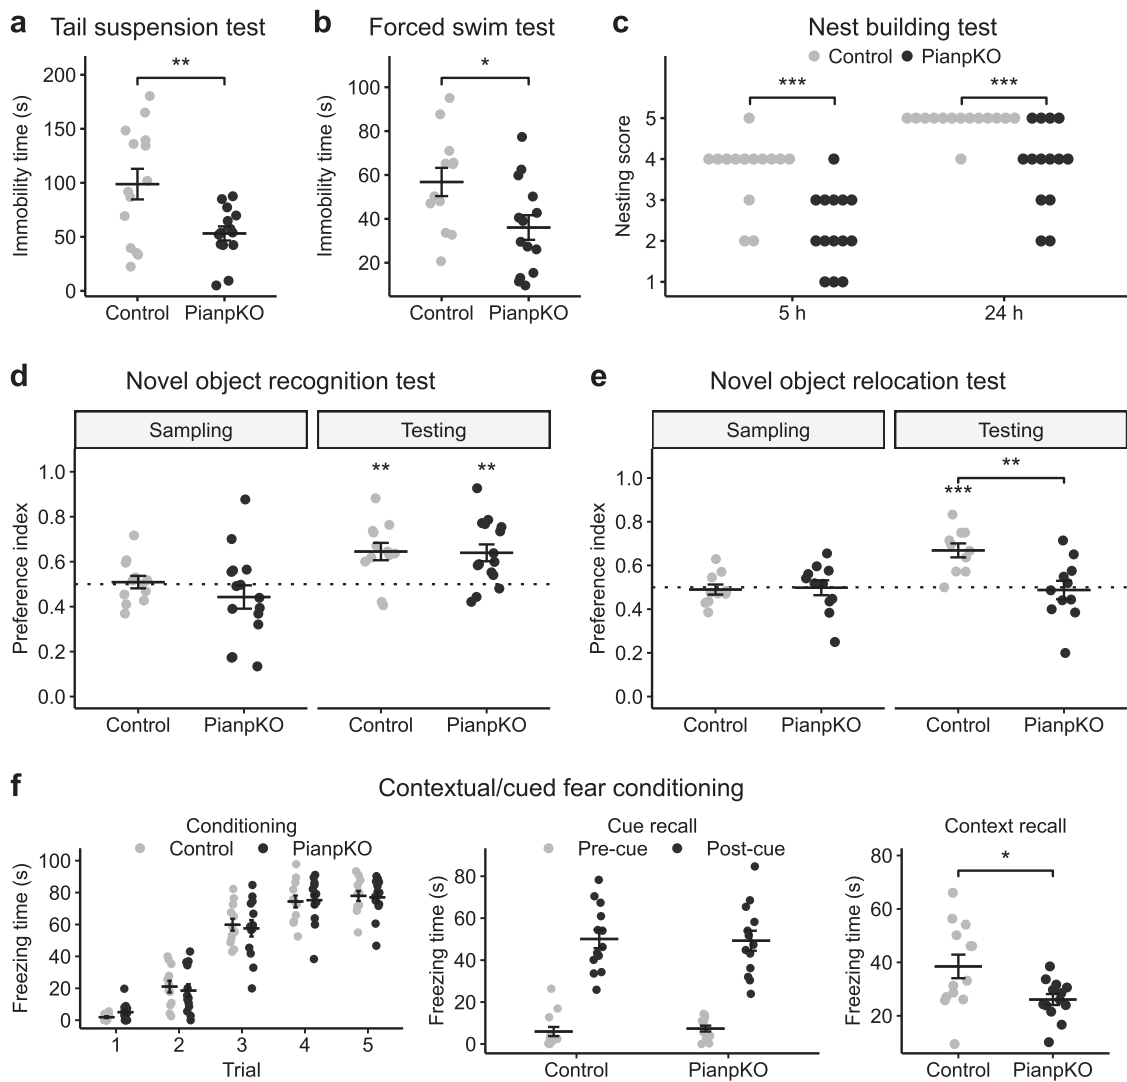 a Tail suspension test
Immobility time (s)
200
150
100
50
0
**
Control PianpKO
b Forced swim test
Immobility time (s)
100
80
60
40
20
*
Control PianpKO
c Nest building test
Control PianpKO
Nesting score
5
4
3
2
1
*** ***
5 h 24 h
d Novel object recognition test
Sampling Testing
Preference index
1.0
0.8
0.6
0.4
0.2
0.0
** **
Control PianpKO Control PianpKO
e Novel object relocation test
Sampling Testing
Preference index
1.0
0.8
0.6
0.4
0.2
0.0
**
***
Control PianpKO Control PianpKO
f Contextual/cued fear conditioning
Conditioning
Control PianpKO
Freezing time (s)
100
80
60
40
20
0
1 2 3 4 5
Trial
Cue recall
Pre-cue Post-cue
Freezing time (s)
80
60
40
20
0
Control PianpKO
Context recall
Freezing time (s)
80
60
40
20
*
Control PianpKO